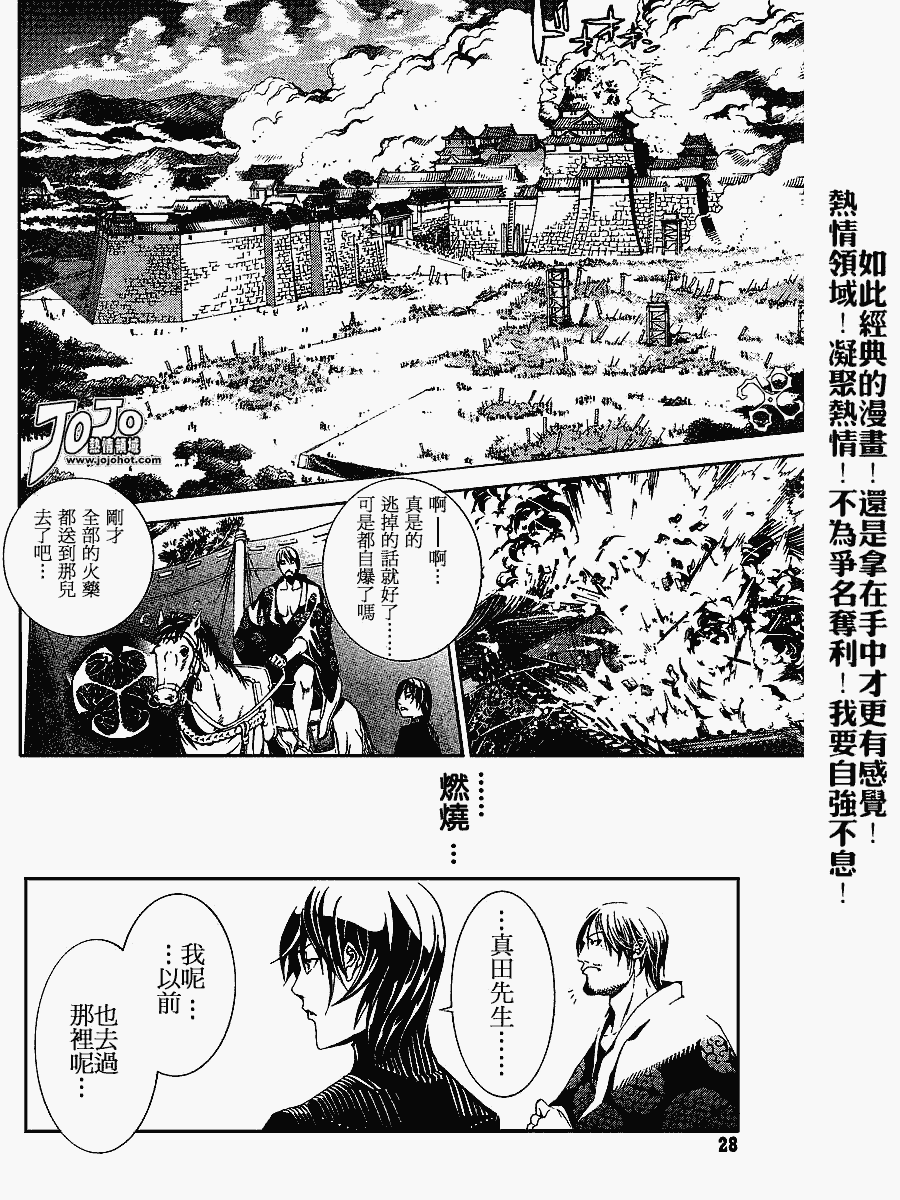 如此經典的漫畫！還是拿在手中才更有感覺！
熱情領域！凝聚熱情！不為爭名奪利！我要自強不息！
JOJO
熱情領域
www.jojohot.com
啊──啊…
真是的
逃掉的話就好了……
可是都自爆了嗎
剛才
全部的火藥
都送到那兒
去了吧…
……
燃燒…
…真田先生……
我呢…
…以前
也去過
那裡呢…
28